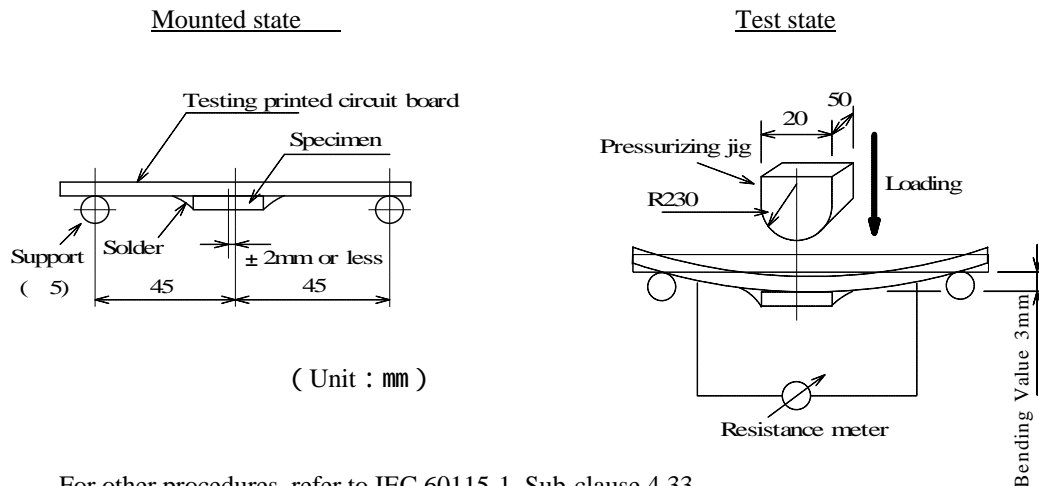 Mounted state
Test state
Testing printed circuit board
Specimen
Solder
Support
( 5)
± 2mm or less
45
45
( Unit : mm )
50
20
Pressurizing jig
R230
Loading
Bending Value 3mm
Resistance meter
For other procedures, refer to IEC 60115-1, Sub-clause 4.33